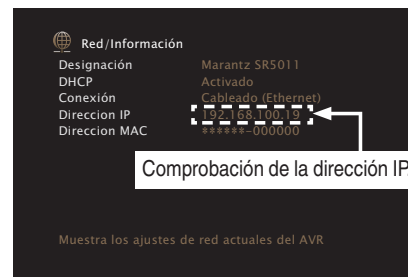 Red/Información
Designación Marantz SR5011
DHCP Activado
Conexión Cableado (Ethernet)
Direccion IP 192.168.100.19
Direccion MAC ******-000000
Comprobación de la dirección IP.
Muestra los ajustes de red actuales del AVR